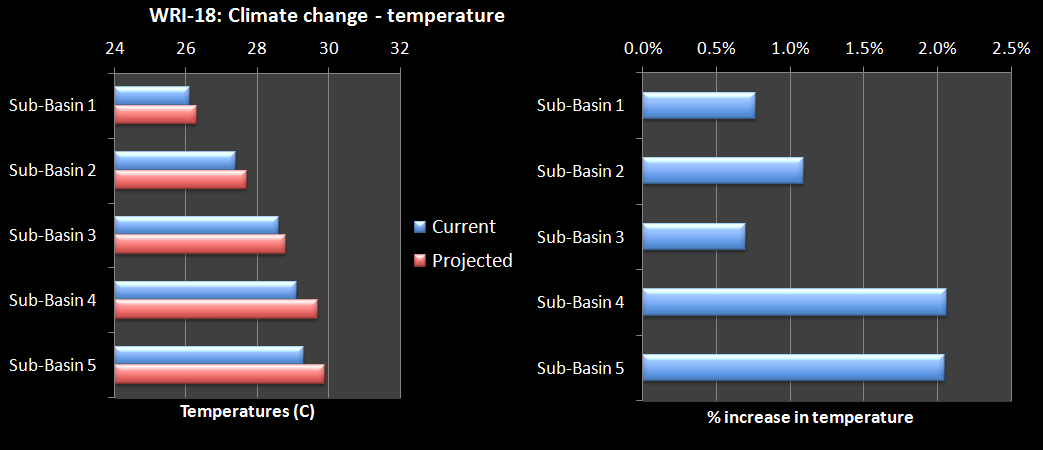 WRI-18: Climate change - temperature
24 26 28 30 32
Sub-Basin 1
Sub-Basin 2
Sub-Basin 3
Sub-Basin 4
Sub-Basin 5
Temperatures (C)
Current
Projected
0.0% 0.5% 1.0% 1.5% 2.0% 2.5%
Sub-Basin 1
Sub-Basin 2
Sub-Basin 3
Sub-Basin 4
Sub-Basin 5
% increase in temperature